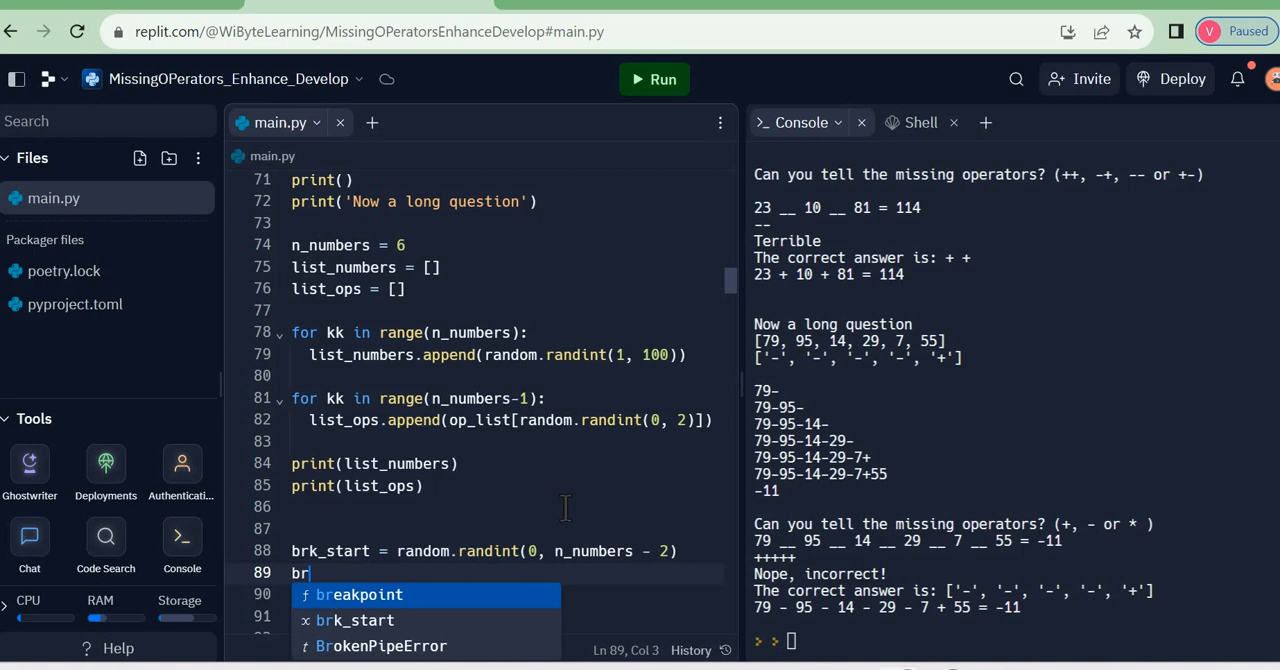 replit.com/@WiByteLearning/MissingOPeratorsEnhanceDevelop#main.py
V Paused
MissingOPerators_Enhance_Develop
Run
Invite
Deploy
Search
Files
main.py
Packager files
poetry.lock
pyproject.toml
Tools
Ghostwriter
Deployments
Authenticati...
Chat
Code Search
Console
CPU
RAM
Storage
? Help
main.py
main.py
71 print()
72 print('Now a long question')
73
74 n_numbers = 6
75 list_numbers = []
76 list_ops = []
77
78 for kk in range(n_numbers):
79 list_numbers.append(random.randint(1, 100))
80
81 for kk in range(n_numbers-1):
82 list_ops.append(op_list[random.randint(0, 2)])
83
84 print(list_numbers)
85 print(list_ops)
86
87
88 brk_start = random.randint(0, n_numbers - 2)
89 br
90
91
f breakpoint
x brk_start
t BrokenPipeError
Ln 89, Col 3 History
>_ Console
Shell
Can you tell the missing operators? (++, -+, -- or +-)
23 __ 10 __ 81 = 114
--
Terrible
The correct answer is: + +
23 + 10 + 81 = 114
Now a long question
[79, 95, 14, 29, 7, 55]
['-', '-', '-', '-', '+']
79-
79-95-
79-95-14-
79-95-14-29-
79-95-14-29-7+
79-95-14-29-7+55
-11
Can you tell the missing operators? (+, - or * )
79 __ 95 __ 14 __ 29 __ 7 __ 55 = -11
+++++
Nope, incorrect!
The correct answer is: ['-', '-', '-', '-', '+']
79 - 95 - 14 - 29 - 7 + 55 = -11